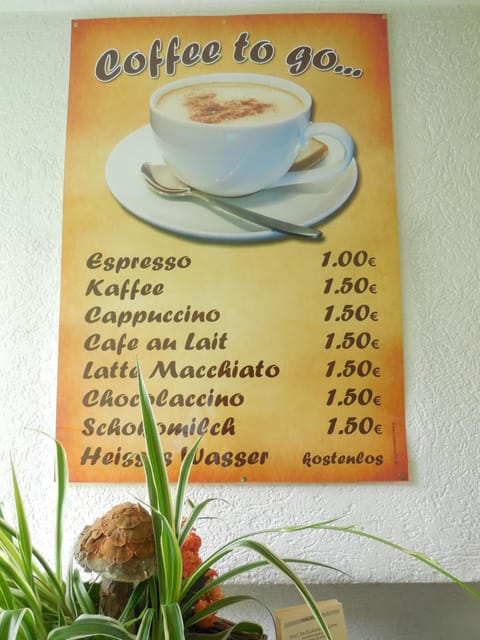 Coffee to go...
Espresso 1.00€
Kaffee 1.50€
Cappuccino 1.50€
Cafe au Lait 1.50€
Latte Macchiato 1.50€
Chocolaccino 1.50€
Schokomilch 1.50€
Heisses Wasser kostenlos